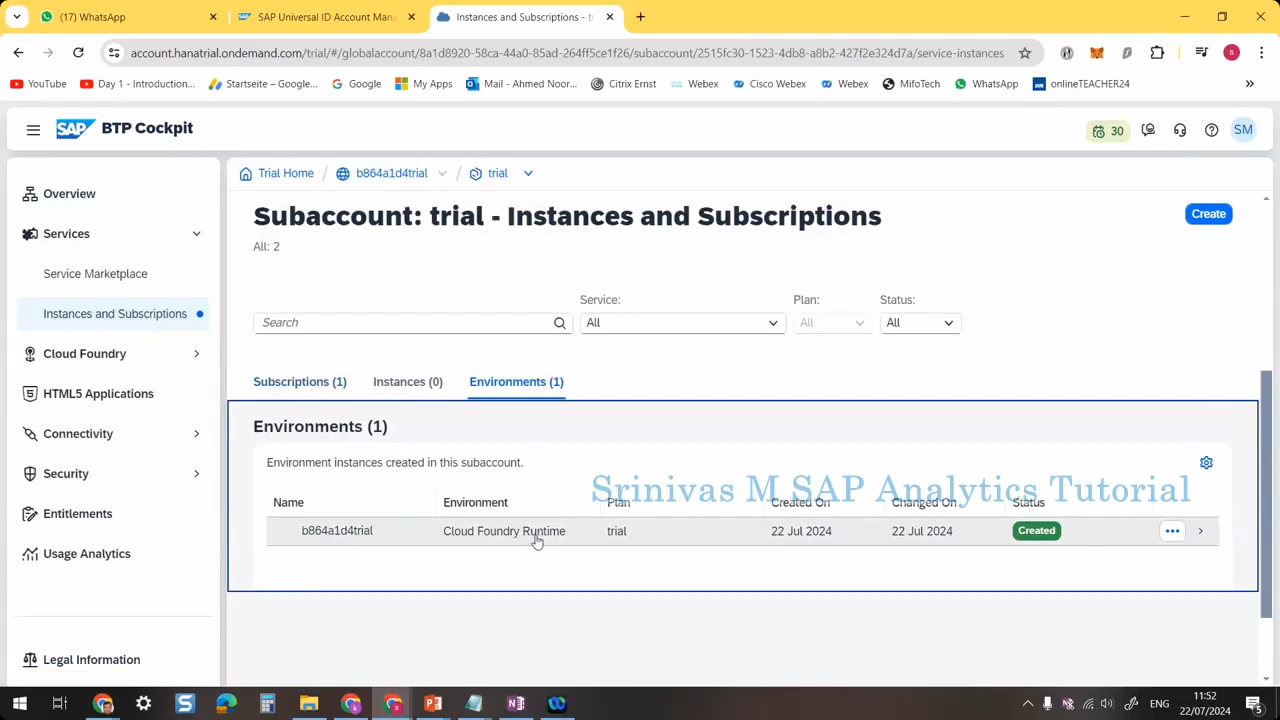 (17) WhatsApp
SAP Universal ID Account Mana
Instances and Subscriptions - tr
account.hanatrial.ondemand.com/trial/#/globalaccount/8a1d8920-58ca-44a0-85ad-264ff5ce1f26/subaccount/2515fc30-1523-4db8-a8b2-427f2e324d7a/service-instances
S
YouTube
Day 1 - Introduction...
Startseite – Google...
Google
My Apps
Mail - Ahmed Noor...
Citrix Ernst
Webex
Cisco Webex
Webex
MifoTech
WhatsApp
onlineTEACHER24
SAP BTP Cockpit
30
SM
Overview
Services
Service Marketplace
Instances and Subscriptions
Cloud Foundry
HTML5 Applications
Connectivity
Security
Entitlements
Usage Analytics
Legal Information
Trial Home / b864a1d4trial / trial
Subaccount: trial - Instances and Subscriptions
Create
All: 2
Service:
Plan:
Status:
Search
All
All
All
Subscriptions (1)
Instances (0)
Environments (1)
Environments (1)
Environment instances created in this subaccount.
Srinivas M SAP Analytics Tutorial
Name
Environment
Plan
Created On
Changed On
Status
b864a1d4trial
Cloud Foundry Runtime
trial
22 Jul 2024
22 Jul 2024
Created
ENG
11:52
22/07/2024
5